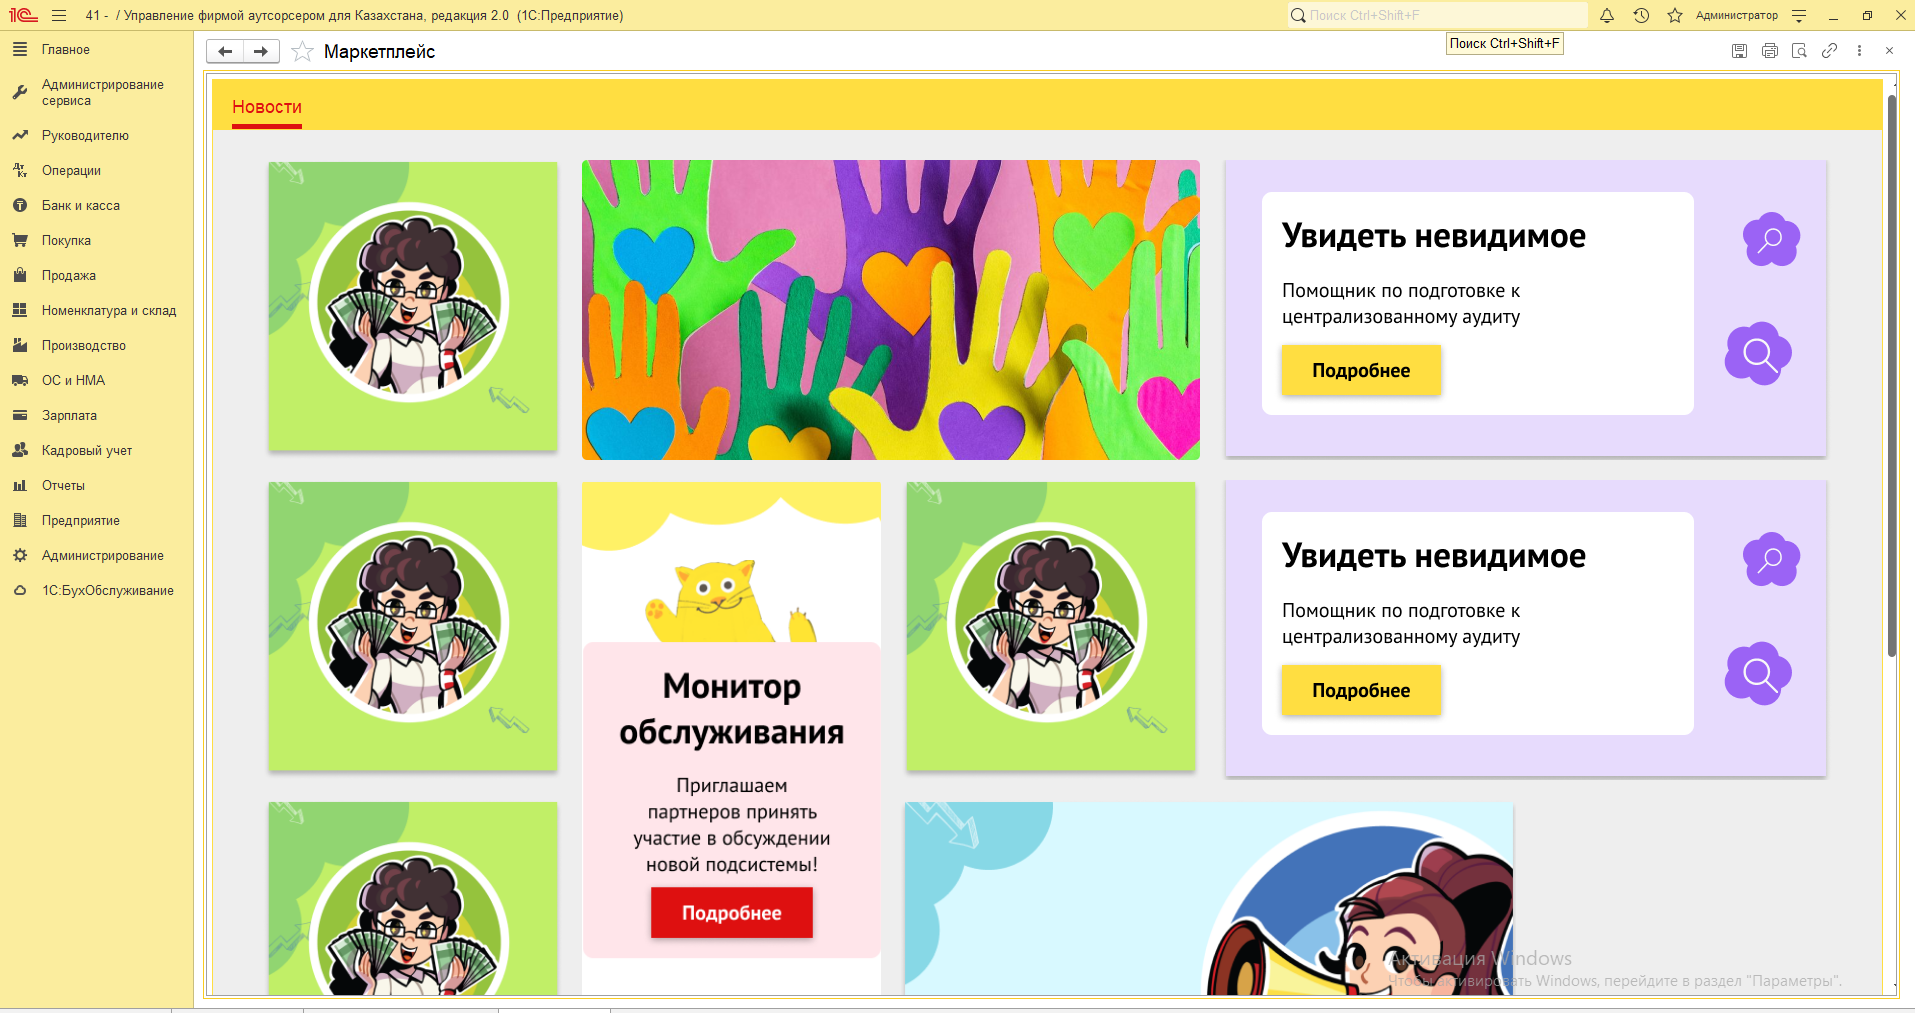 1С 41 - / Управление фирмой аутсорсером для Казахстана, редакция 2.0 (1С:Предприятие)
Поиск Ctrl+Shift+F
Администратор
Поиск Ctrl+Shift+F
Главное
Администрирование
сервиса
Руководителю
Дт
Кт
Операции
Банк и касса
Покупка
Продажа
Номенклатура и склад
Производство
ОС и НМА
Зарплата
Кадровый учет
Отчеты
Предприятие
Администрирование
1С:БухОбслуживание
Маркетплейс
Новости
Увидеть невидимое
Помощник по подготовке к
централизованному аудиту
Подробнее
Монитор
обслуживания
Приглашаем
партнеров принять
участие в обсуждении
новой подсистемы!
Подробнее
Увидеть невидимое
Помощник по подготовке к
централизованному аудиту
Подробнее
Активация Windows
Чтобы активировать Windows, перейдите в раздел "Параметры".